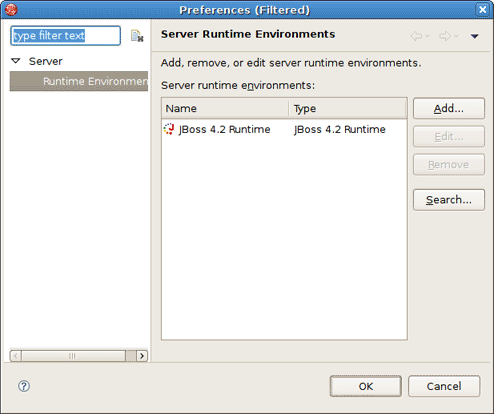 Preferences (Filtered)
type filter text
Server
Runtime Environmen
Server Runtime Environments
Add, remove, or edit server runtime environments.
Server runtime environments:
Name Type
JBoss 4.2 Runtime JBoss 4.2 Runtime
Add...
Edit...
Remove
Search...
?
OK
Cancel